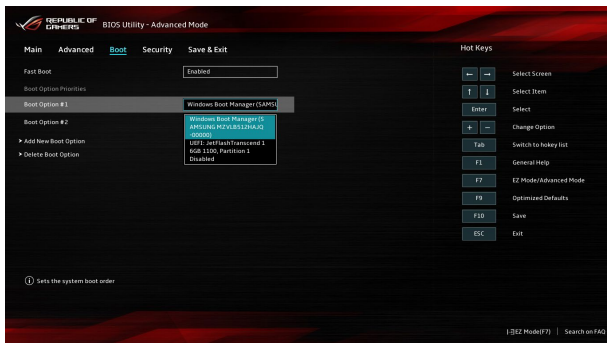 REPUBLIC OF
GAMERS
BIOS Utility - Advanced Mode
Main Advanced Boot Security Save & Exit
Hot Keys
Fast Boot Enabled
Boot Option Priorities
Boot Option #1 Windows Boot Manager (SAMSU
Boot Option #2
Windows Boot Manager (S
AMSUNG MZVLB512HAJQ
-00000)
UEFI: JetFlashTranscend 1
6GB 1100, Partition 1
Disabled
> Add New Boot Option
> Delete Boot Option
← → Select Screen
↑ ↓ Select Item
Enter Select
+ − Change Option
Tab Switch to hokey list
F1 General Help
F7 EZ Mode/Advanced Mode
F9 Optimized Defaults
F10 Save
ESC Exit
i Sets the system boot order
EZ Mode(F7) | Search on FAQ